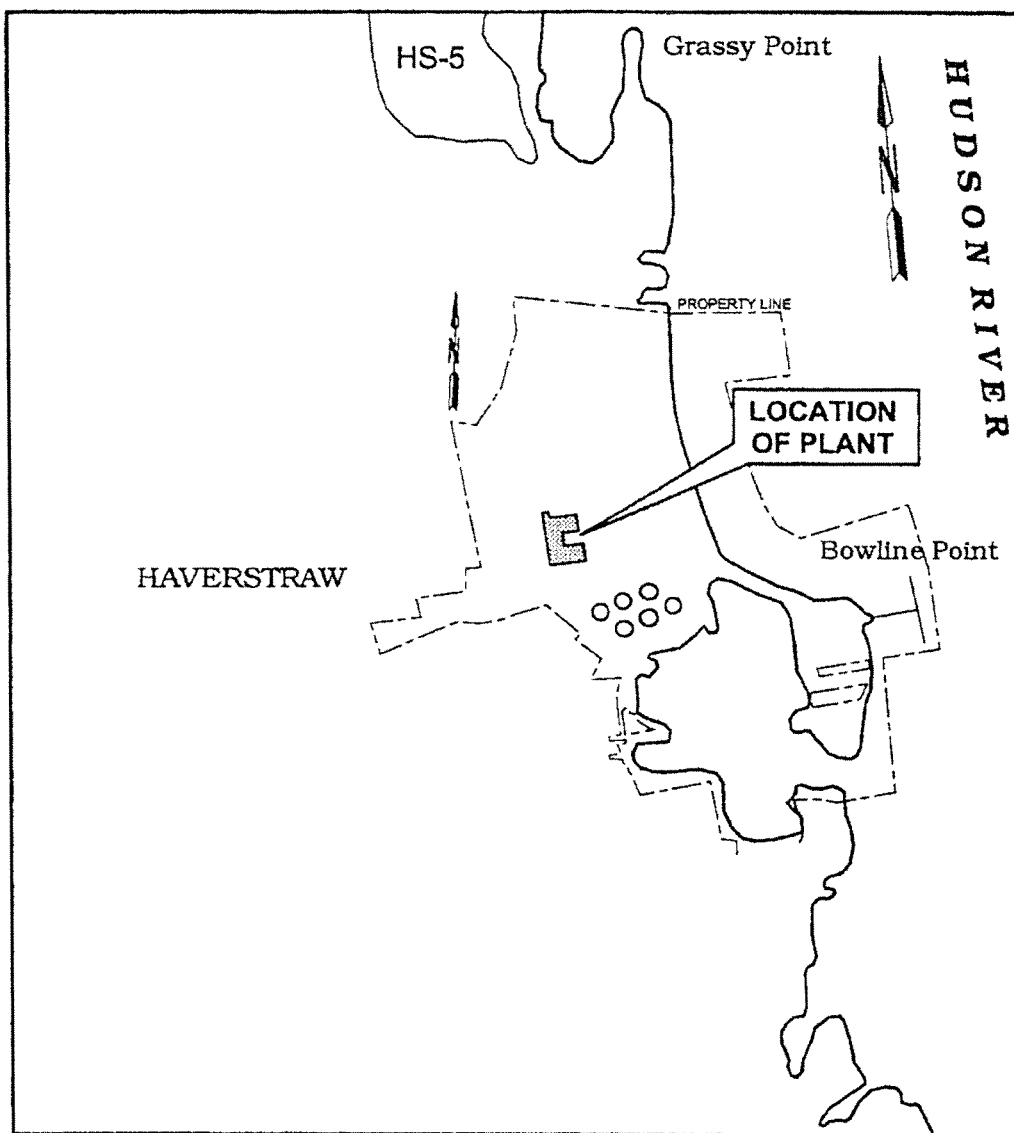 HS-5
Grassy Point
HUDSON RIVER
N
N
PROPERTY LINE
LOCATION
OF PLANT
Bowline Point
HAVERSTRAW